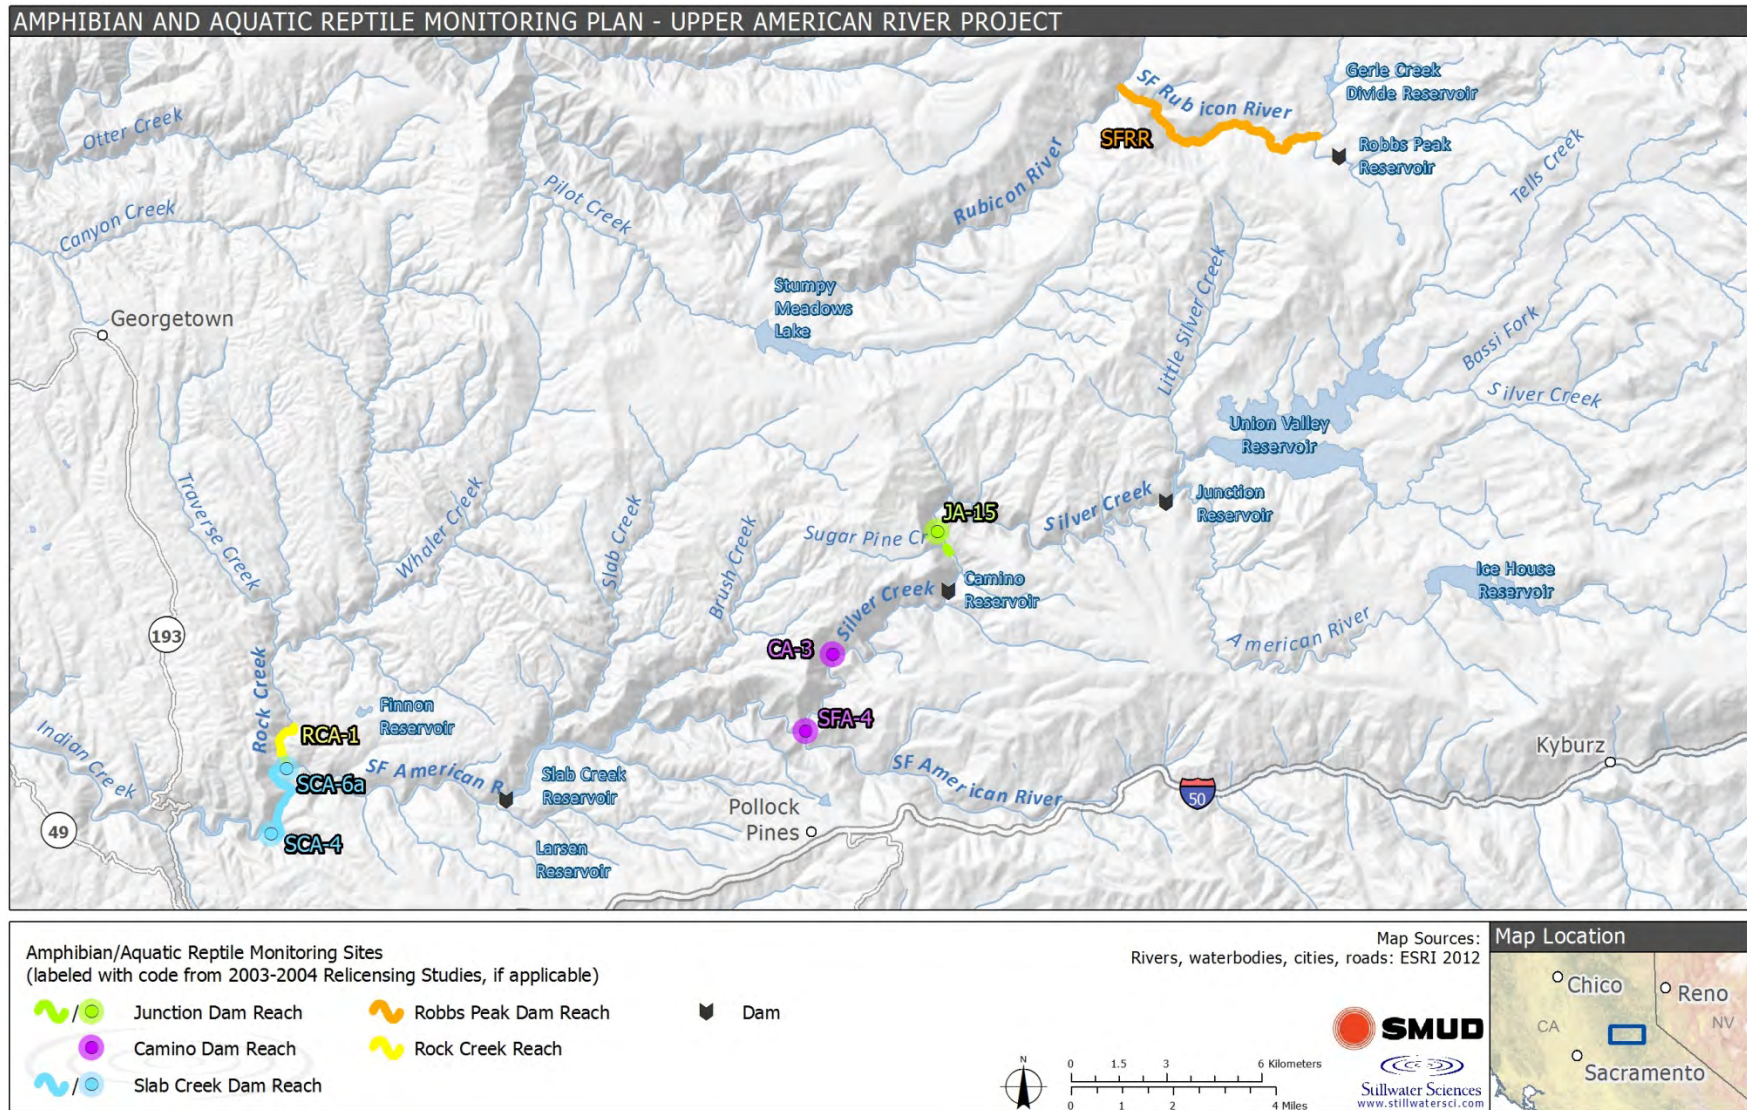 AMPHIBIAN AND AQUATIC REPTILE MONITORING PLAN - UPPER AMERICAN RIVER PROJECT
Gerle Creek
Divide Reservoir
SF Rubicon River
SFRR
Robbs Peak
Reservoir
Otter Creek
Tells Creek
Pilot Creek
Rubicon River
Canyon Creek
Stumpy
Meadows
Lake
Georgetown
Little Silver Creek
Bassi Fork
Silver Creek
Union Valley
Reservoir
Junction
Reservoir
Silver Creek
JA-15
Sugar Pine Cr
Traverse Creek
Whaler Creek
Slab Creek
Brush Creek
Camino
Reservoir
Ice House
Reservoir
Silver Creek
American River
193
CA-3
Rock Creek
Finnon
Reservoir
RCA-1
SFA-4
Indian Creek
Kyburz
SF American R.
SCA-6a
Slab Creek
Reservoir
SF American River
50
Pollock
Pines
49
SCA-4
Larsen
Reservoir
Amphibian/Aquatic Reptile Monitoring Sites
(labeled with code from 2003-2004 Relicensing Studies, if applicable)
/ Junction Dam Reach
Camino Dam Reach
/ Slab Creek Dam Reach
Robbs Peak Dam Reach
Rock Creek Reach
Dam
Map Sources:
Rivers, waterbodies, cities, roads: ESRI 2012
SMUD
Stillwater Sciences
www.stillwatersci.com
N
0 1.5 3 6 Kilometers
0 1 2 4 Miles
Map Location
Chico
Reno
CA
NV
Sacramento